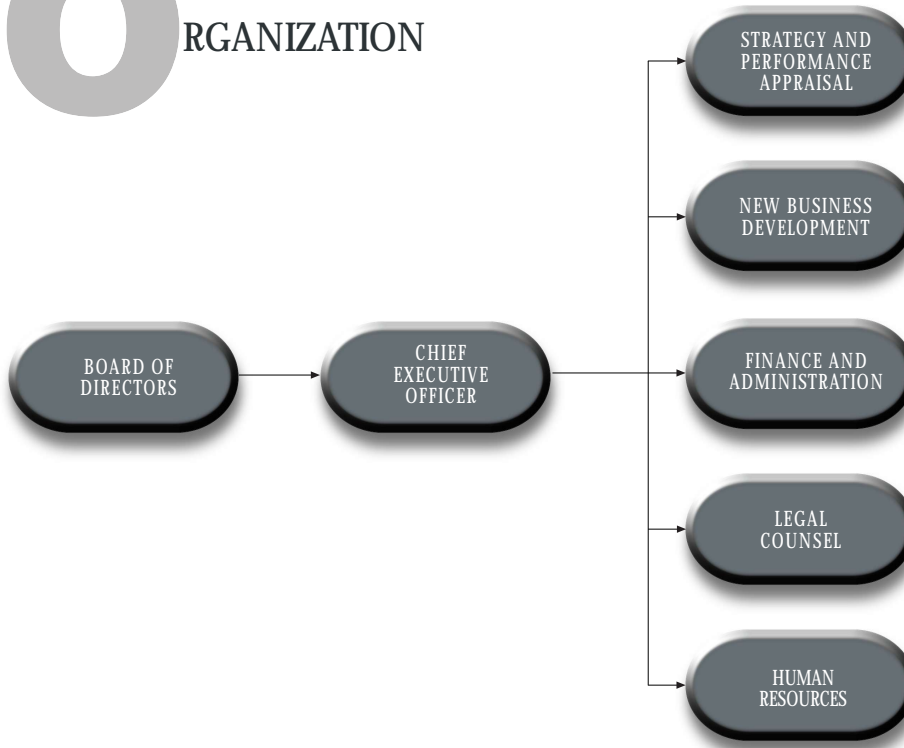 ORGANIZATION
STRATEGY AND
PERFORMANCE
APPRAISAL
NEW BUSINESS
DEVELOPMENT
BOARD OF
DIRECTORS
CHIEF
EXECUTIVE
OFFICER
FINANCE AND
ADMINISTRATION
LEGAL
COUNSEL
HUMAN
RESOURCES